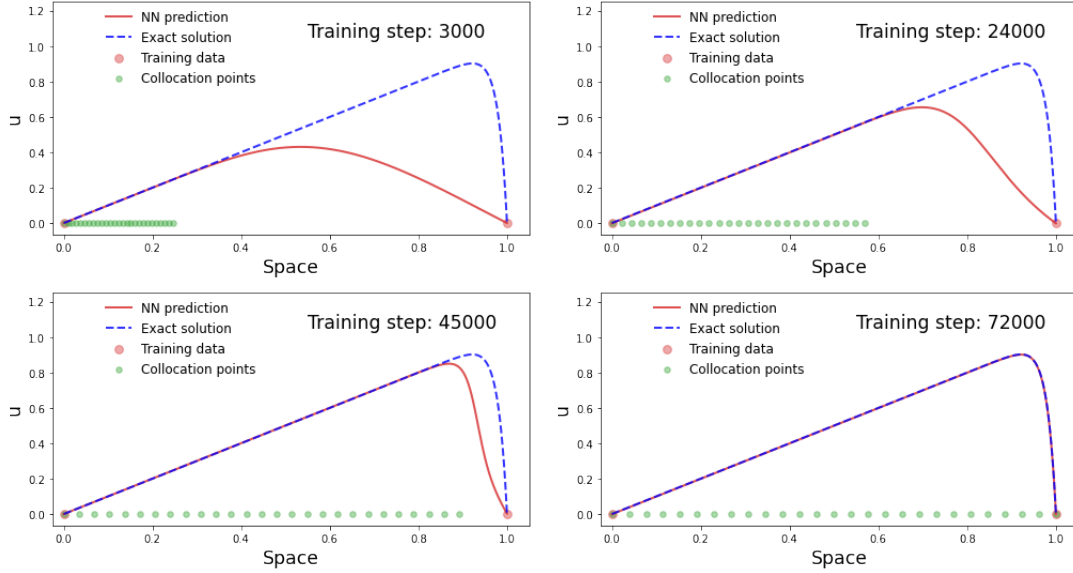 NN prediction
Exact solution
Training data
Collocation points
Training step: 3000
1.2
1.0
0.8
0.6
0.4
0.2
0.0
u
0.0 0.2 0.4 0.6 0.8 1.0
Space
NN prediction
Exact solution
Training data
Collocation points
Training step: 24000
1.2
1.0
0.8
0.6
0.4
0.2
0.0
u
0.0 0.2 0.4 0.6 0.8 1.0
Space
NN prediction
Exact solution
Training data
Collocation points
Training step: 45000
1.2
1.0
0.8
0.6
0.4
0.2
0.0
u
0.0 0.2 0.4 0.6 0.8 1.0
Space
NN prediction
Exact solution
Training data
Collocation points
Training step: 72000
1.2
1.0
0.8
0.6
0.4
0.2
0.0
u
0.0 0.2 0.4 0.6 0.8 1.0
Space